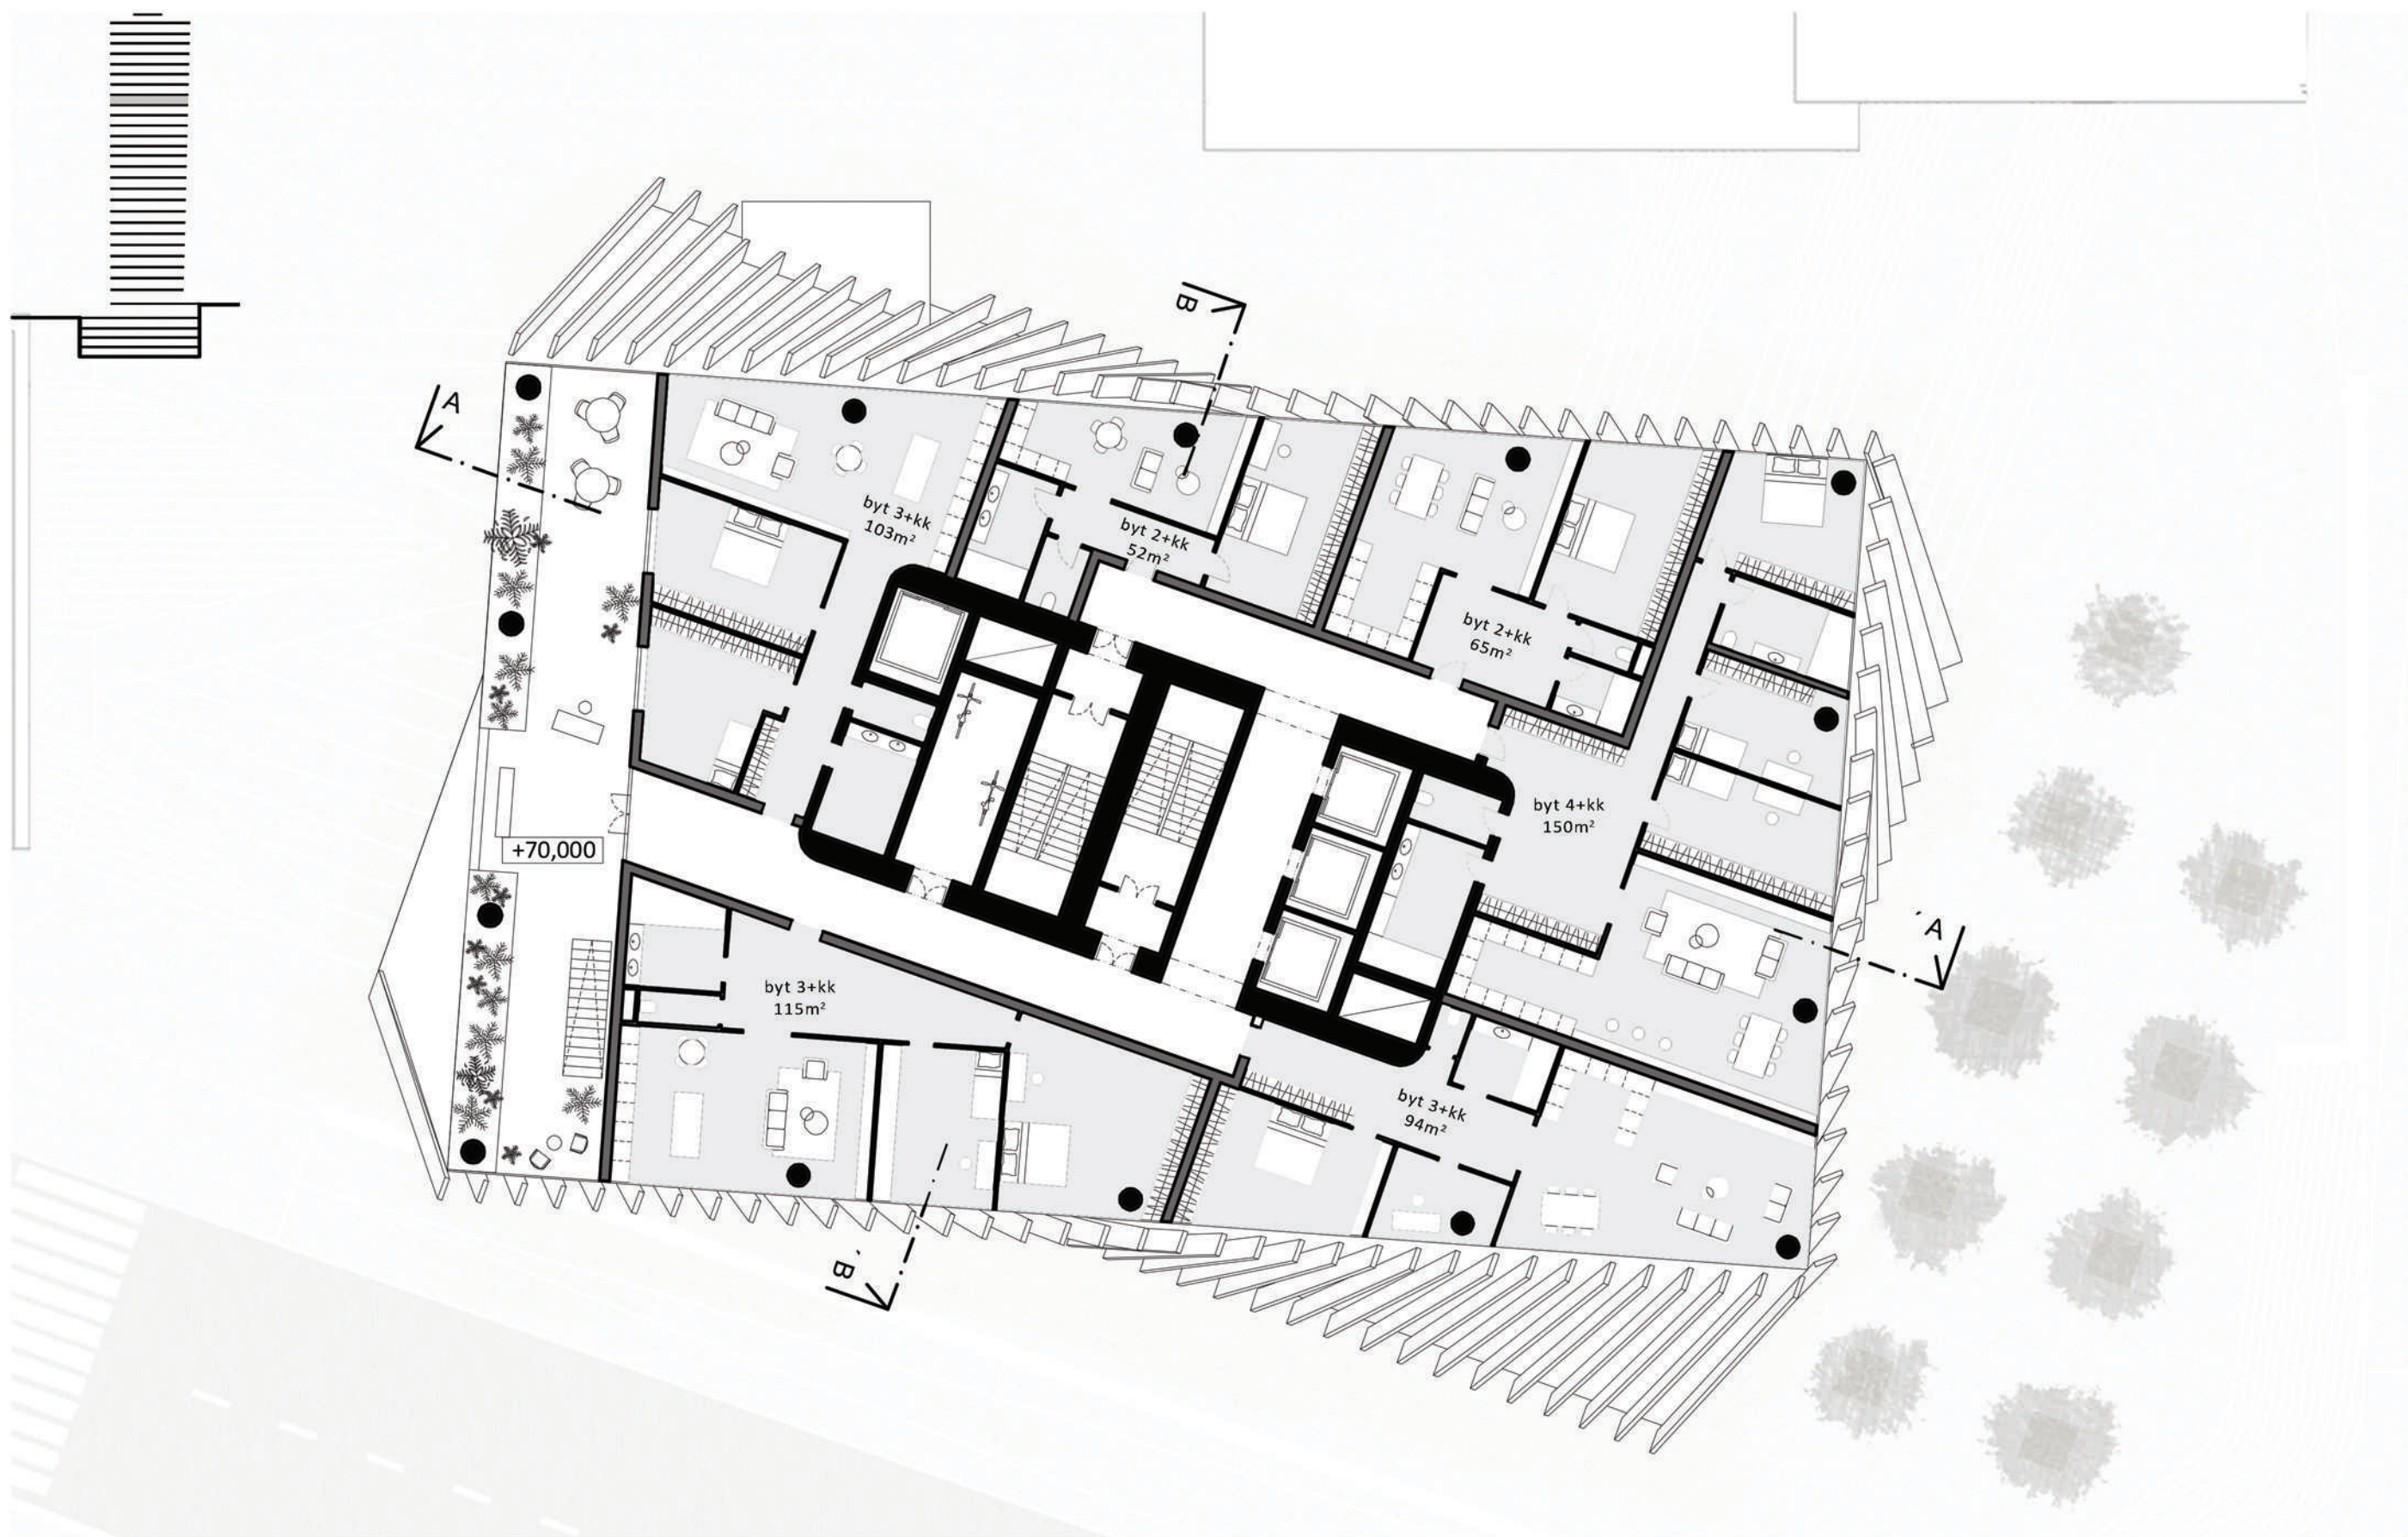 B
A
byt 3+kk
103m²
byt 2+kk
52m²
byt 2+kk
65m²
byt 4+kk
150m²
+70,000
A´
byt 3+kk
115m²
byt 3+kk
94m²
B´